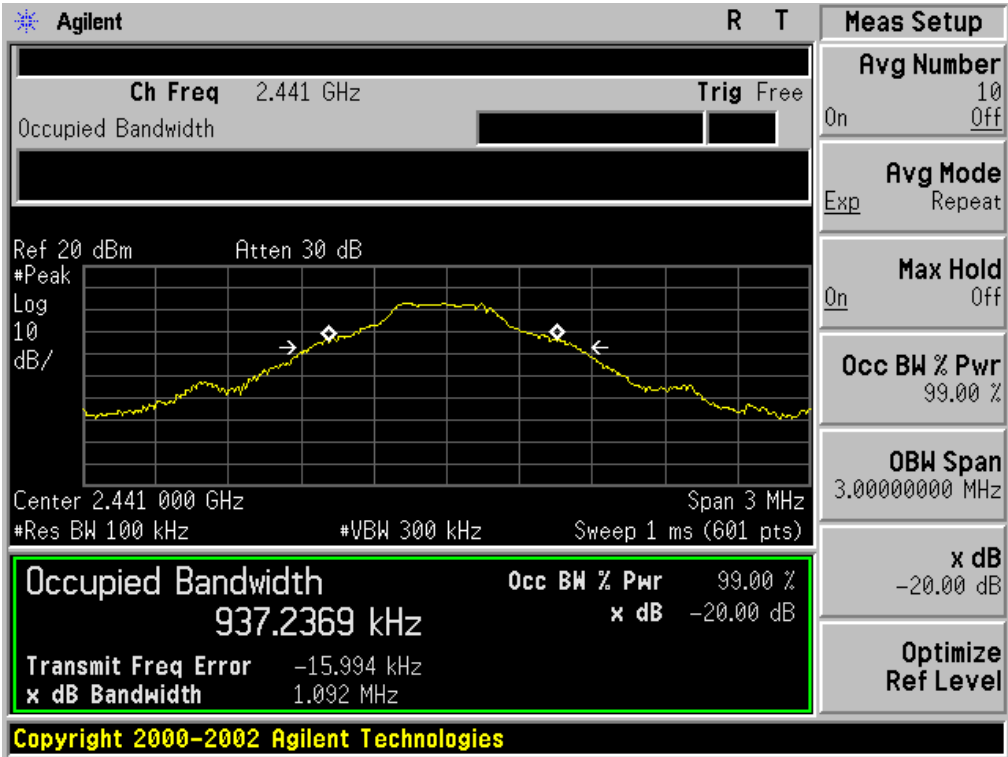 Agilent R T
Ch Freq 2.441 GHz Trig Free
Occupied Bandwidth
Ref 20 dBm Atten 30 dB
#Peak
Log
10
dB/
Center 2.441 000 GHz Span 3 MHz
#Res BW 100 kHz #VBW 300 kHz Sweep 1 ms (601 pts)
Occupied Bandwidth Occ BW % Pwr 99.00 %
937.2369 kHz x dB -20.00 dB
Transmit Freq Error -15.994 kHz
x dB Bandwidth 1.092 MHz
Copyright 2000-2002 Agilent Technologies
Meas Setup
Avg Number
10
On Off
Avg Mode
Exp Repeat
Max Hold
On Off
Occ BW % Pwr
99.00 %
OBW Span
3.00000000 MHz
x dB
-20.00 dB
Optimize
Ref Level